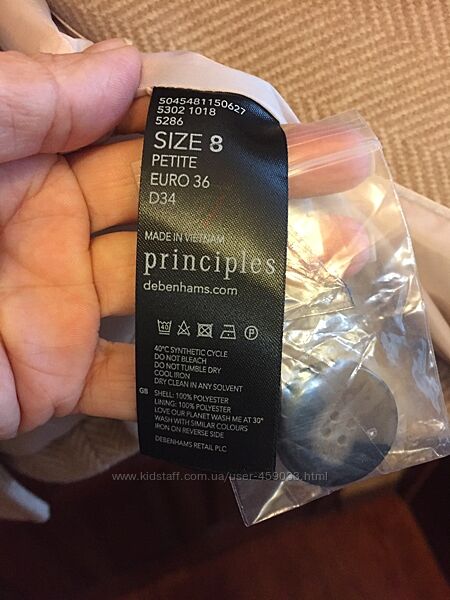 5045481150627
5302 1018
5286
SIZE 8
PETITE
EURO 36
D34
MADE IN VIETNAM
principles
debenhams.com
40
P
40°C SYNTHETIC CYCLE
DO NOT BLEACH
DO NOT TUMBLE DRY
COOL IRON
DRY CLEAN IN ANY SOLVENT
GB SHELL: 100% POLYESTER
LINING: 100% POLYESTER
LOVE OUR PLANET WASH ME AT 30°
WASH WITH SIMILAR COLOURS
IRON ON REVERSE SIDE
DEBENHAMS RETAIL PLC
www.kidstaff.com.ua/user-459033.html